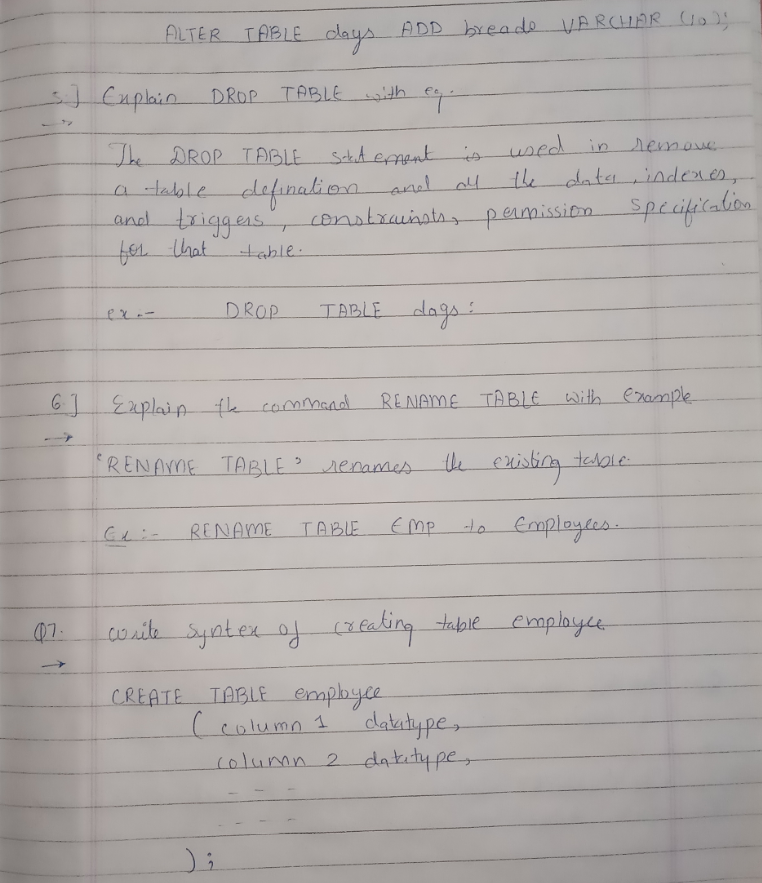 ALTER TABLE days ADD breado VARCHAR (10);
5] Explain DROP TABLE with eg.
The DROP TABLE statement is used in remove
a table defination and all the data, indexes,
and triggers, constrainsts, permission specification
for that table.
ex.- DROP TABLE days:
6] Explain the command RENAME TABLE with Example
→
'RENAME TABLE' renames the existing table.
Ex :- RENAME TABLE EMP to Employees.
Q7. write syntex of creating table employee
→
CREATE TABLE employee
( column 1 datatype,
column 2 datatype,
- - -
- - - -
);